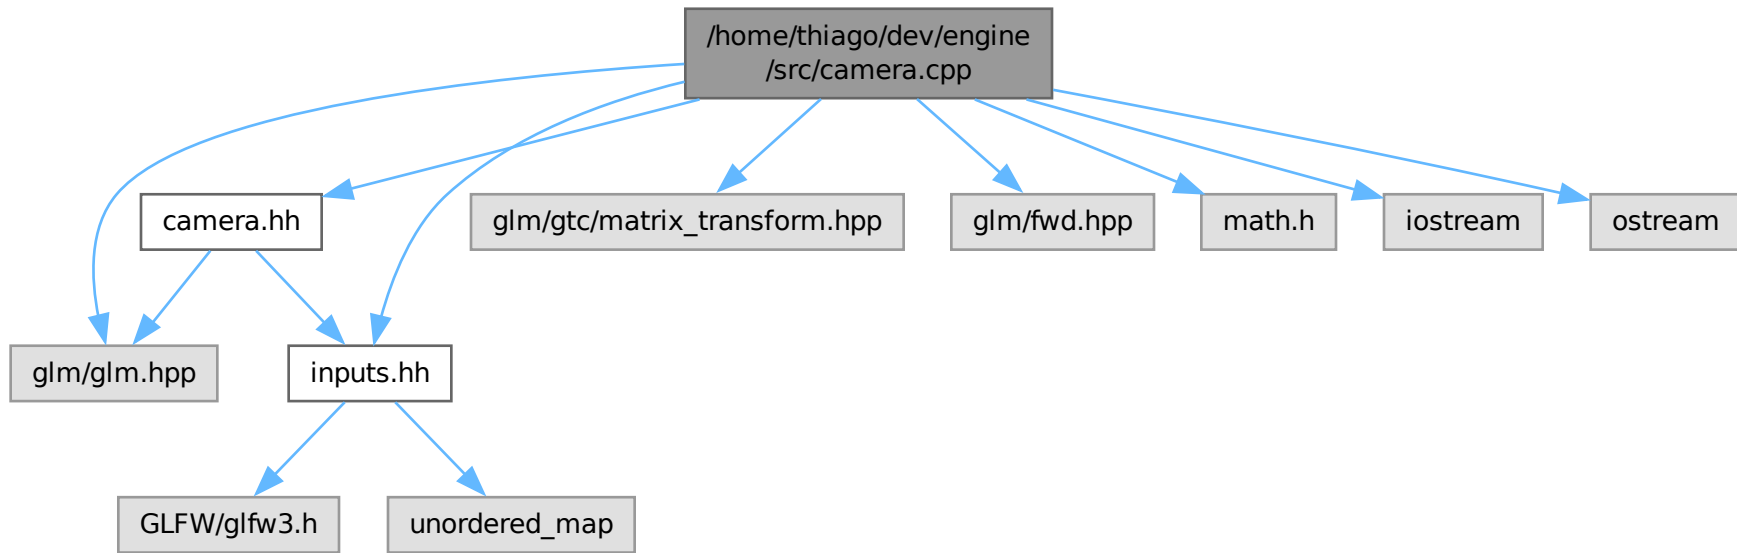 /home/thiago/dev/engine
/src/camera.cpp
camera.hh
glm/gtc/matrix_transform.hpp
glm/fwd.hpp
math.h
iostream
ostream
glm/glm.hpp
inputs.hh
GLFW/glfw3.h
unordered_map